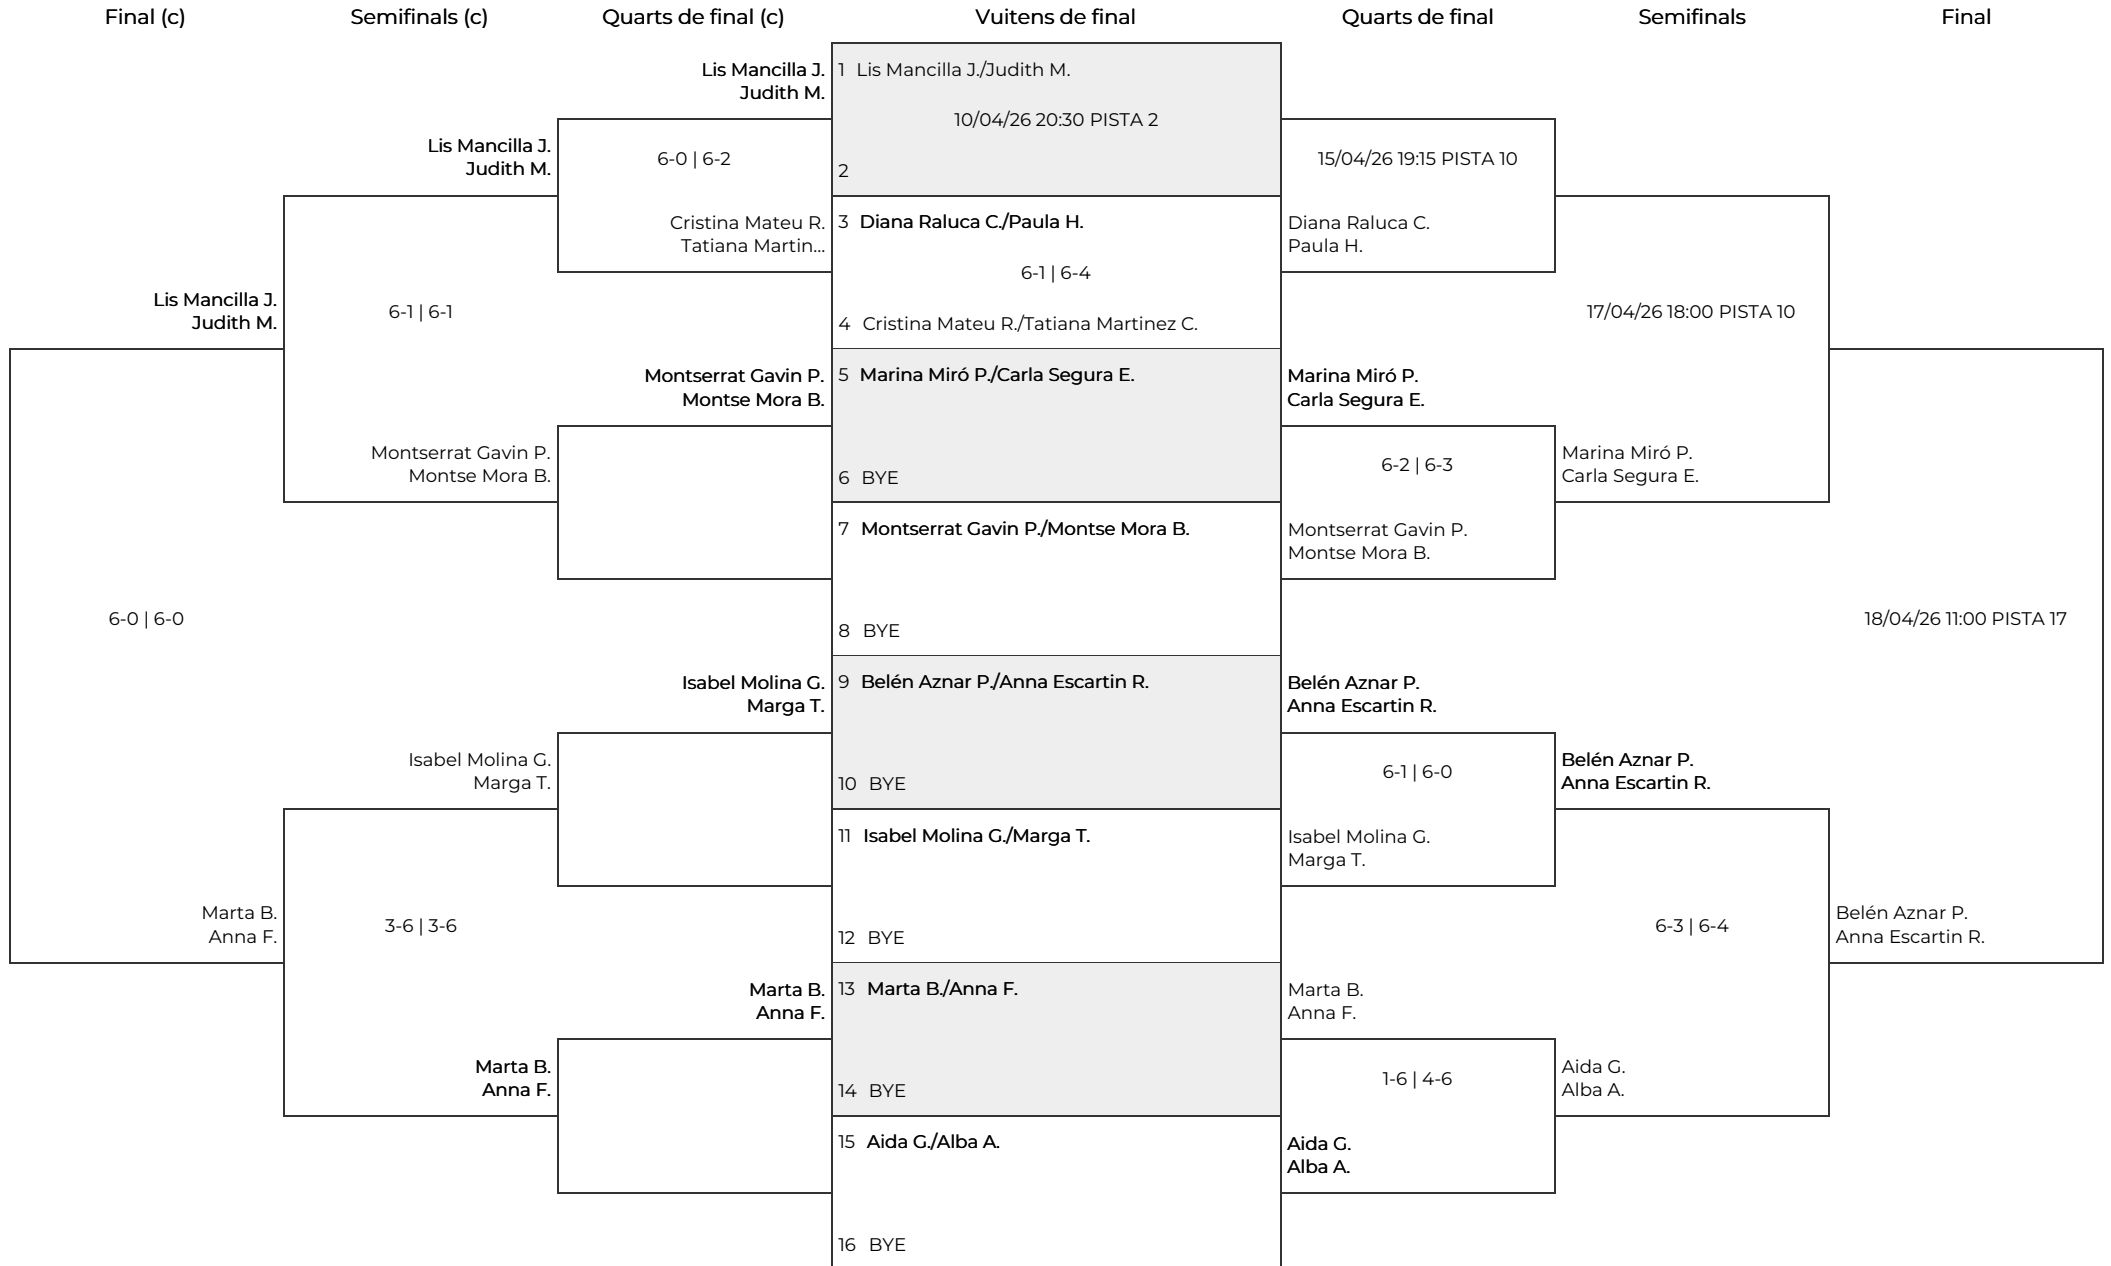 Final (c)
Semifinals (c)
Quarts de final (c)
Vuitens de final
Quarts de final
Semifinals
Final
Lis Mancilla J.
Judith M.
6-0 | 6-0
Marta B.
Anna F.
Lis Mancilla J.
Judith M.
6-1 | 6-1
Montserrat Gavin P.
Montse Mora B.
Isabel Molina G.
Marga T.
3-6 | 3-6
Marta B.
Anna F.
Lis Mancilla J.
Judith M.
6-0 | 6-2
Cristina Mateu R.
Tatiana Martin...
Montserrat Gavin P.
Montse Mora B.
Isabel Molina G.
Marga T.
Marta B.
Anna F.
1 Lis Mancilla J./Judith M.
10/04/26 20:30 PISTA 2
2
3 Diana Raluca C./Paula H.
6-1 | 6-4
4 Cristina Mateu R./Tatiana Martinez C.
5 Marina Miró P./Carla Segura E.
6 BYE
7 Montserrat Gavin P./Montse Mora B.
8 BYE
9 Belén Aznar P./Anna Escartin R.
10 BYE
11 Isabel Molina G./Marga T.
12 BYE
13 Marta B./Anna F.
14 BYE
15 Aida G./Alba A.
16 BYE
15/04/26 19:15 PISTA 10
Diana Raluca C.
Paula H.
Marina Miró P.
Carla Segura E.
6-2 | 6-3
Montserrat Gavin P.
Montse Mora B.
Belén Aznar P.
Anna Escartin R.
6-1 | 6-0
Isabel Molina G.
Marga T.
Marta B.
Anna F.
1-6 | 4-6
Aida G.
Alba A.
17/04/26 18:00 PISTA 10
Marina Miró P.
Carla Segura E.
Belén Aznar P.
Anna Escartin R.
6-3 | 6-4
Aida G.
Alba A.
18/04/26 11:00 PISTA 17
Belén Aznar P.
Anna Escartin R.